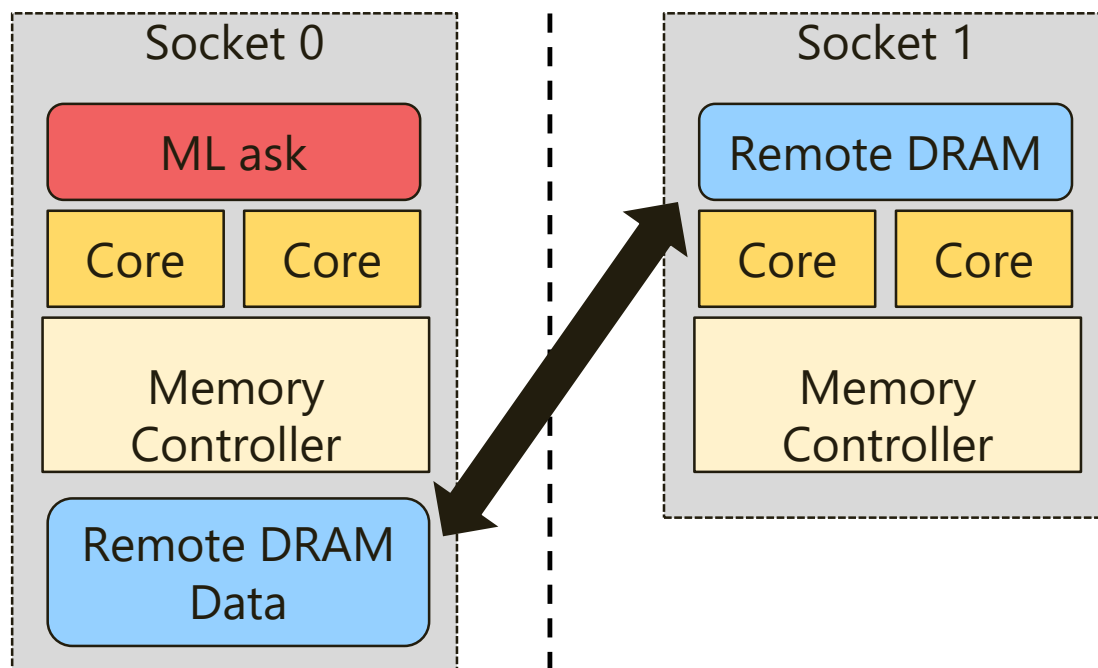 Socket 0
ML ask
Core
Core
Memory
Controller
Remote DRAM
Data
Socket 1
Remote DRAM
Core
Core
Memory
Controller